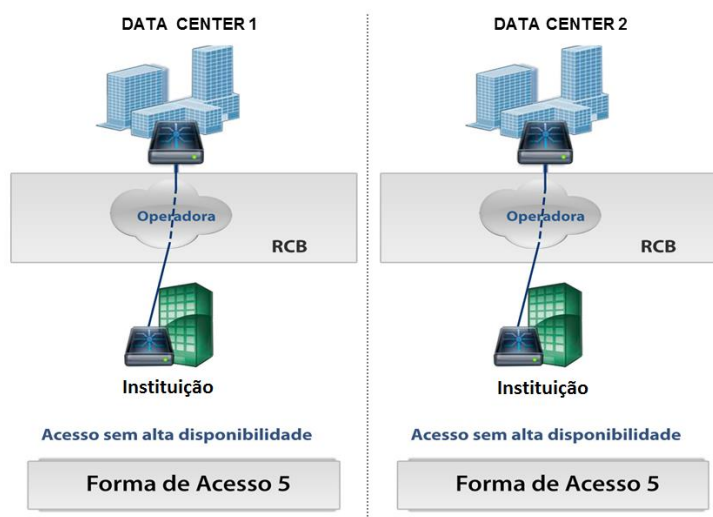 DATA CENTER 1
Operadora
RCB
Instituição
Acesso sem alta disponibilidade
Forma de Acesso 5
DATA CENTER 2
Operadora
RCB
Instituição
Acesso sem alta disponibilidade
Forma de Acesso 5